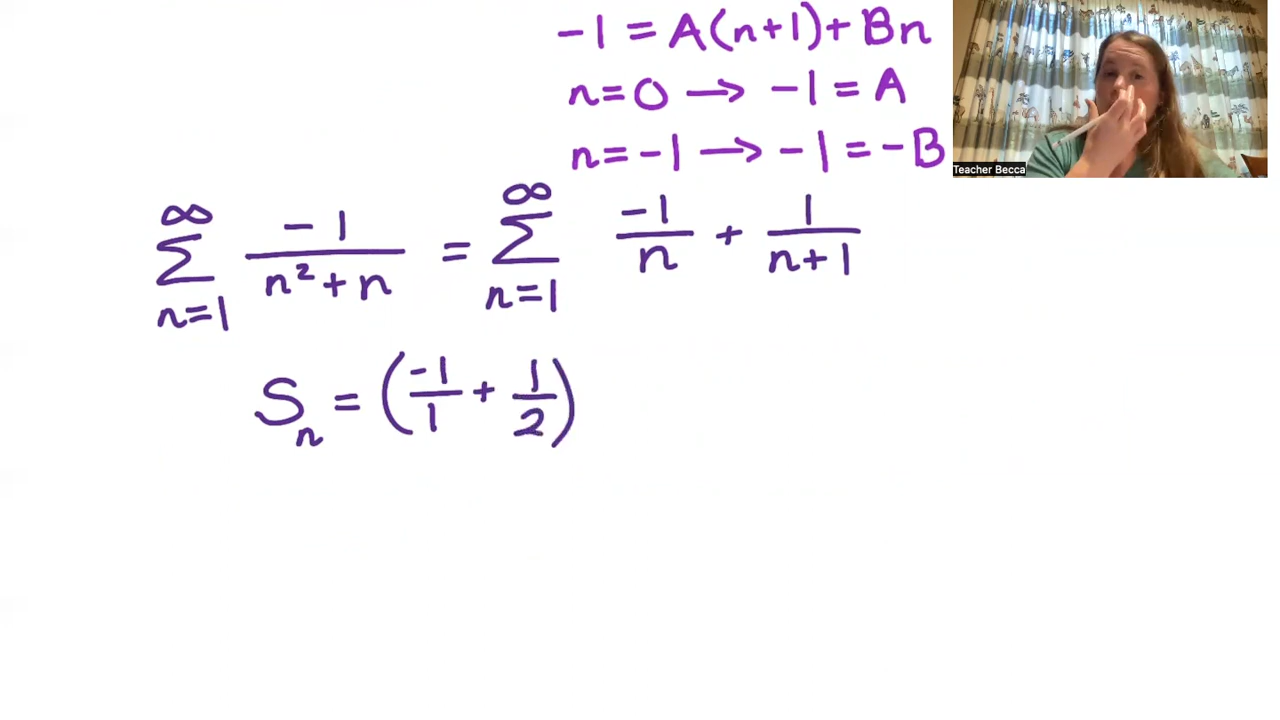 -1 = A(n+1) + Bn
n=0 → -1 = A
n=-1 → -1 = -B
Teacher Becca
∞ ∑ n=1 -1/(n²+n) = ∞ ∑ n=1 -1/n + 1/(n+1)
Sₙ = (-1/1 + 1/2)